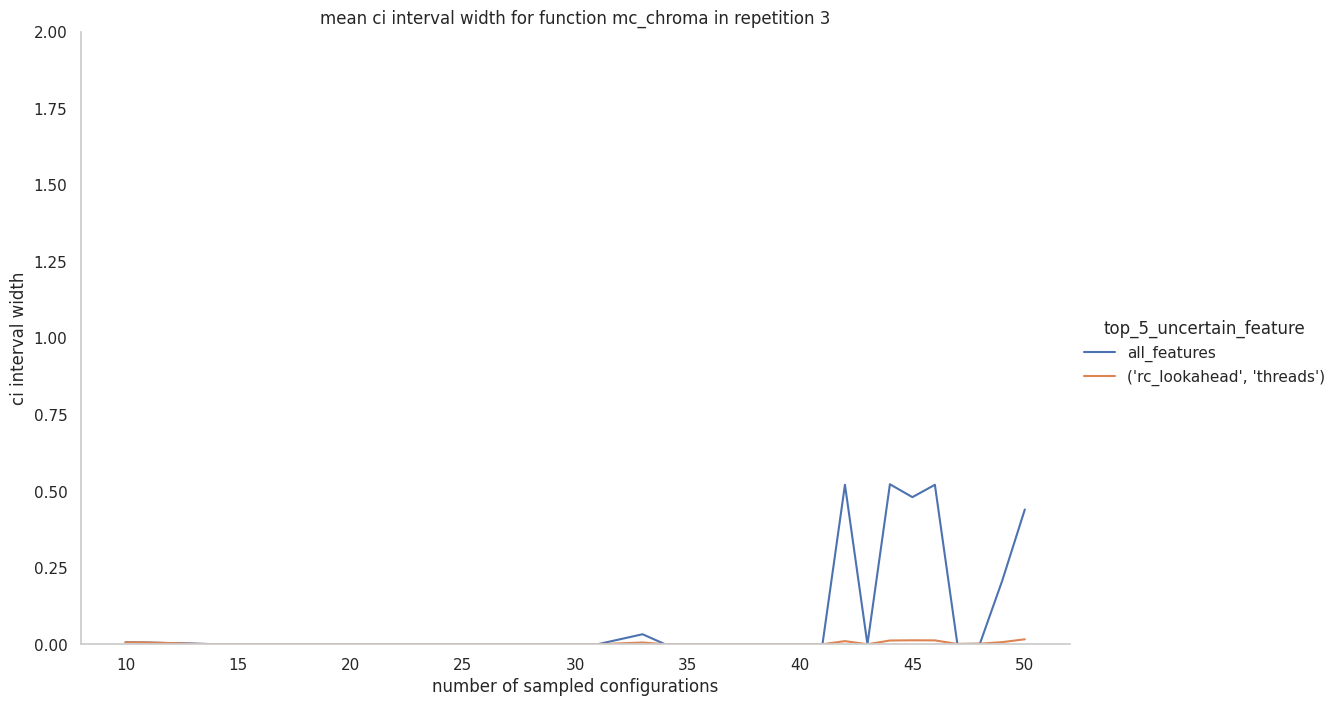 mean ci interval width for function mc_chroma in repetition 3
2.00
1.75
1.50
1.25
1.00
0.75
0.50
0.25
0.00
ci interval width
10 15 20 25 30 35 40 45 50
number of sampled configurations
top_5_uncertain_feature
all_features
('rc_lookahead', 'threads')